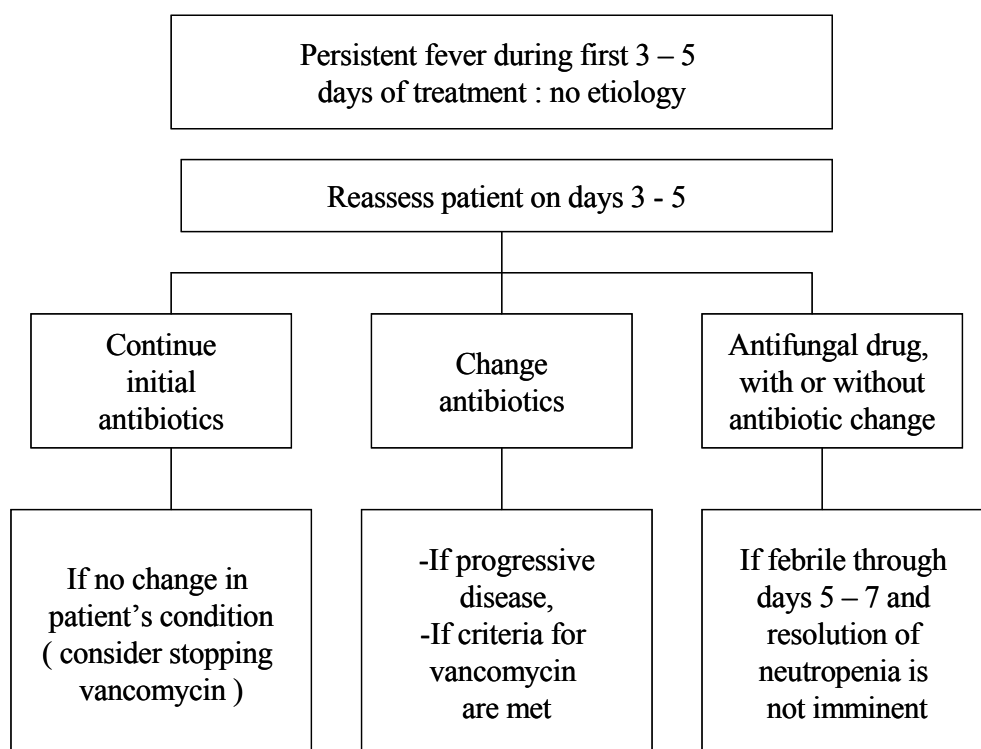 Persistent fever during first 3 – 5
days of treatment : no etiology
Reassess patient on days 3 - 5
Continue
initial
antibiotics
Change
antibiotics
Antifungal drug,
with or without
antibiotic change
If no change in
patient’s condition
( consider stopping
vancomycin )
-If progressive
disease,
-If criteria for
vancomycin
are met
If febrile through
days 5 – 7 and
resolution of
neutropenia is
not imminent